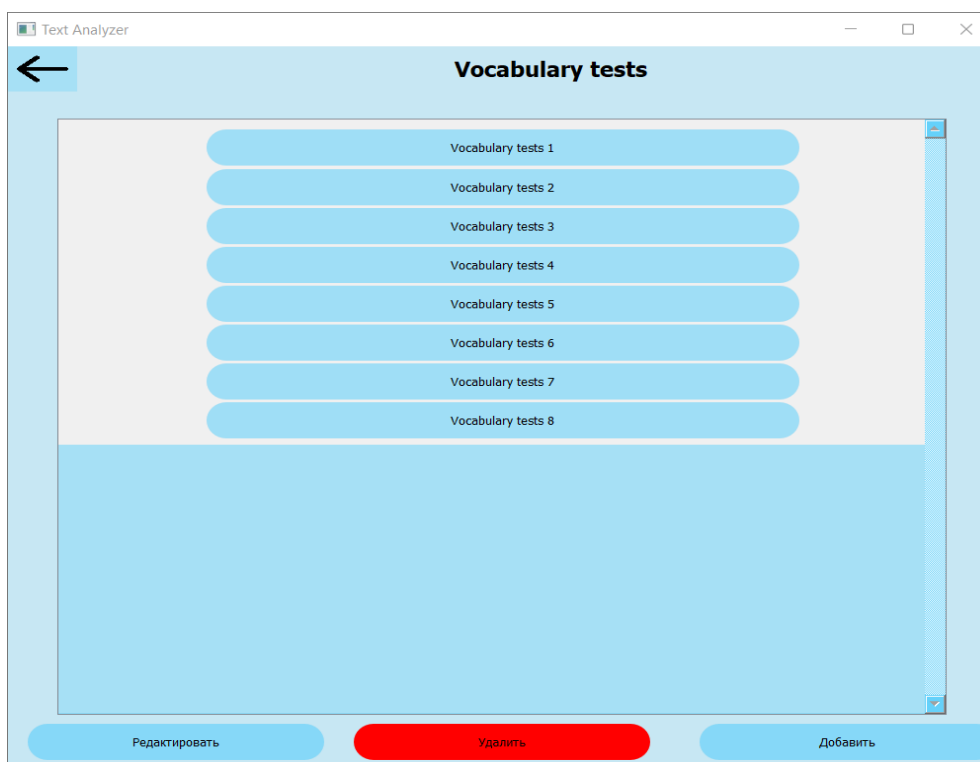 Text Analyzer
Vocabulary tests
Vocabulary tests 1
Vocabulary tests 2
Vocabulary tests 3
Vocabulary tests 4
Vocabulary tests 5
Vocabulary tests 6
Vocabulary tests 7
Vocabulary tests 8
Редактировать Удалить Добавить